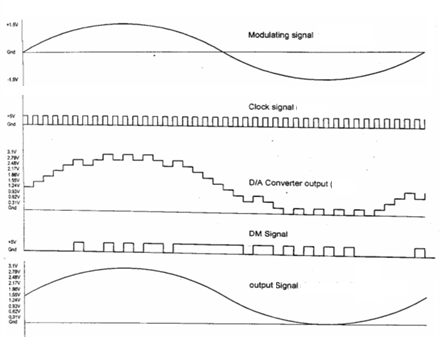 +1.5V
Modulating signal
Gnd
-1.5V
Clock signal
+5V
Gnd
3.1V
2.79V
2.48V
2.17V
1.86V
1.55V
1.24V
0.93V
0.62V
0.31V
Gnd
D/A Converter output (
DM Signal
+5V
Gnd
3.1V
2.79V
2.48V
2.17V
1.86V
1.55V
1.24V
0.93V
0.62V
0.31V
Gnd
output Signal